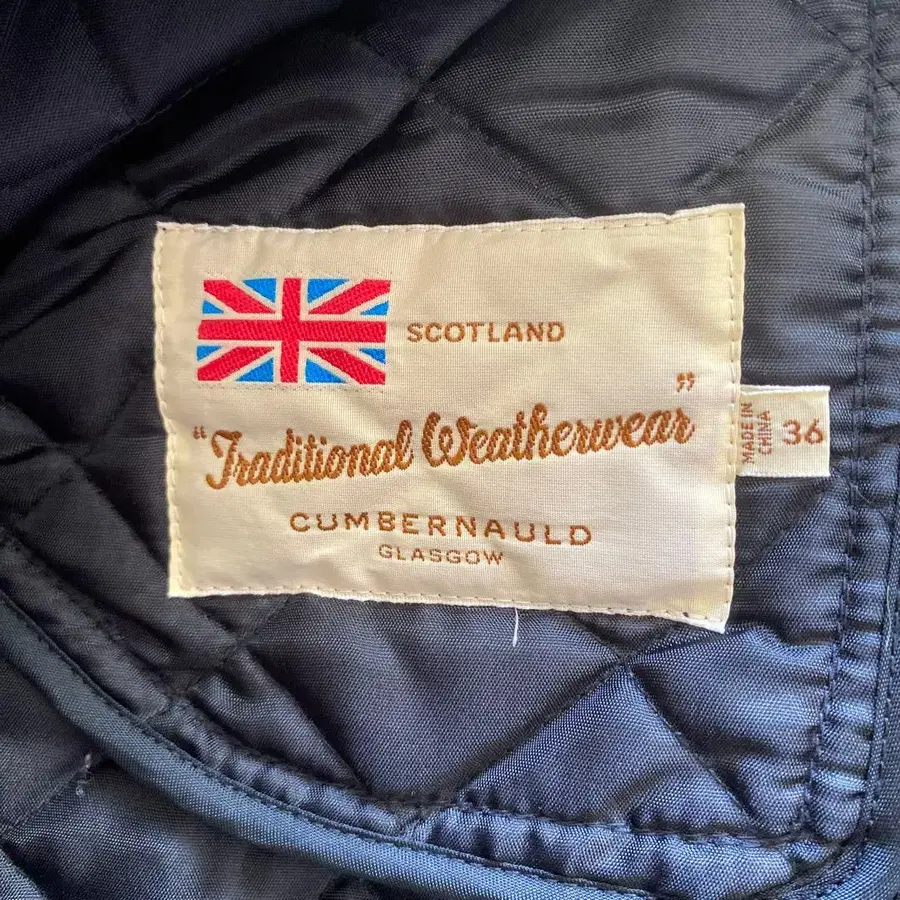 SCOTLAND
"Traditional Weatherwear"
CUMBERNAULD
GLASGOW
MADE IN
CHINA
36